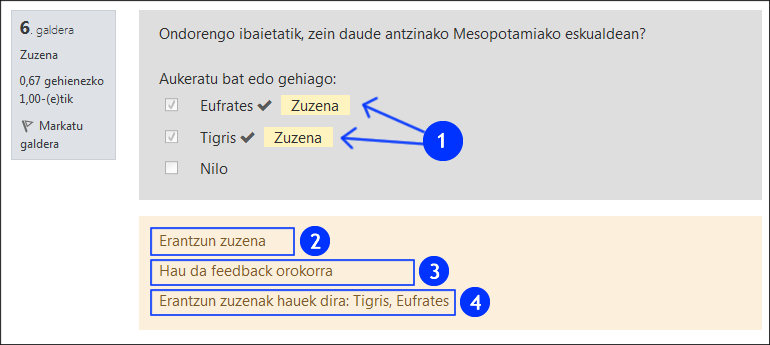 6. galdera
Zuzena
0,67 gehienezko
1,00-(e)tik
Markatu
galdera
Ondorengo ibaietatik, zein daude antzinako Mesopotamiako eskualdean?
Aukeratu bat edo gehiago:
Eufrates Zuzena
Tigris Zuzena
1
Nilo
Erantzun zuzena 2
Hau da feedback orokorra 3
Erantzun zuzenak hauek dira: Tigris, Eufrates 4